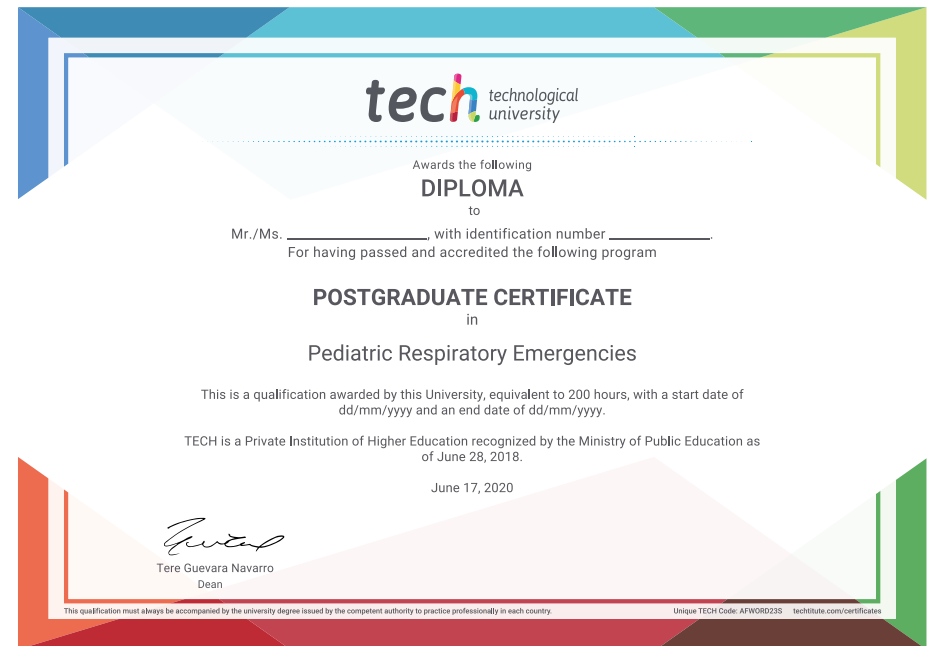 tech technological
university
Awards the following
DIPLOMA
to
Mr./Ms. ____________________, with identification number ______________.
For having passed and accredited the following program
POSTGRADUATE CERTIFICATE
in
Pediatric Respiratory Emergencies
This is a qualification awarded by this University, equivalent to 200 hours, with a start date of
dd/mm/yyyy and an end date of dd/mm/yyyy.
TECH is a Private Institution of Higher Education recognized by the Ministry of Public Education as
of June 28, 2018.
June 17, 2020
Tere Guevara Navarro
Dean
This qualification must always be accompanied by the university degree issued by the competent authority to practice professionally in each country.
Unique TECH Code: AFWORD23S techtitute.com/certificates